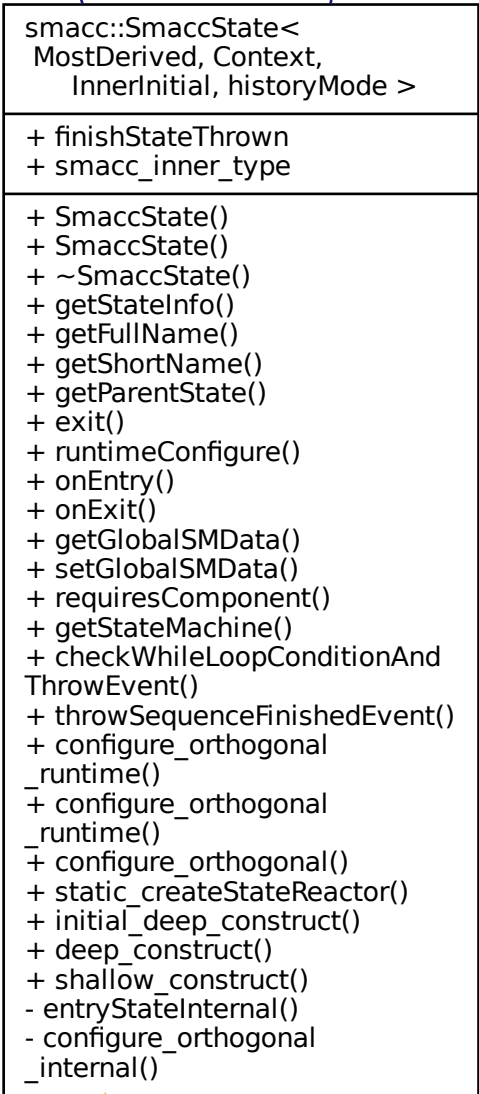 smacc::SmaccState<
MostDerived, Context,
InnerInitial, historyMode >
+ finishStateThrown
+ smacc_inner_type
+ SmaccState()
+ SmaccState()
+ ~SmaccState()
+ getStateInfo()
+ getFullName()
+ getShortName()
+ getParentState()
+ exit()
+ runtimeConfigure()
+ onEntry()
+ onExit()
+ getGlobalSMData()
+ setGlobalSMData()
+ requiresComponent()
+ getStateMachine()
+ checkWhileLoopConditionAnd
ThrowEvent()
+ throwSequenceFinishedEvent()
+ configure_orthogonal
_runtime()
+ configure_orthogonal
_runtime()
+ configure_orthogonal()
+ static_createStateReactor()
+ initial_deep_construct()
+ deep_construct()
+ shallow_construct()
- entryStateInternal()
- configure_orthogonal
_internal()